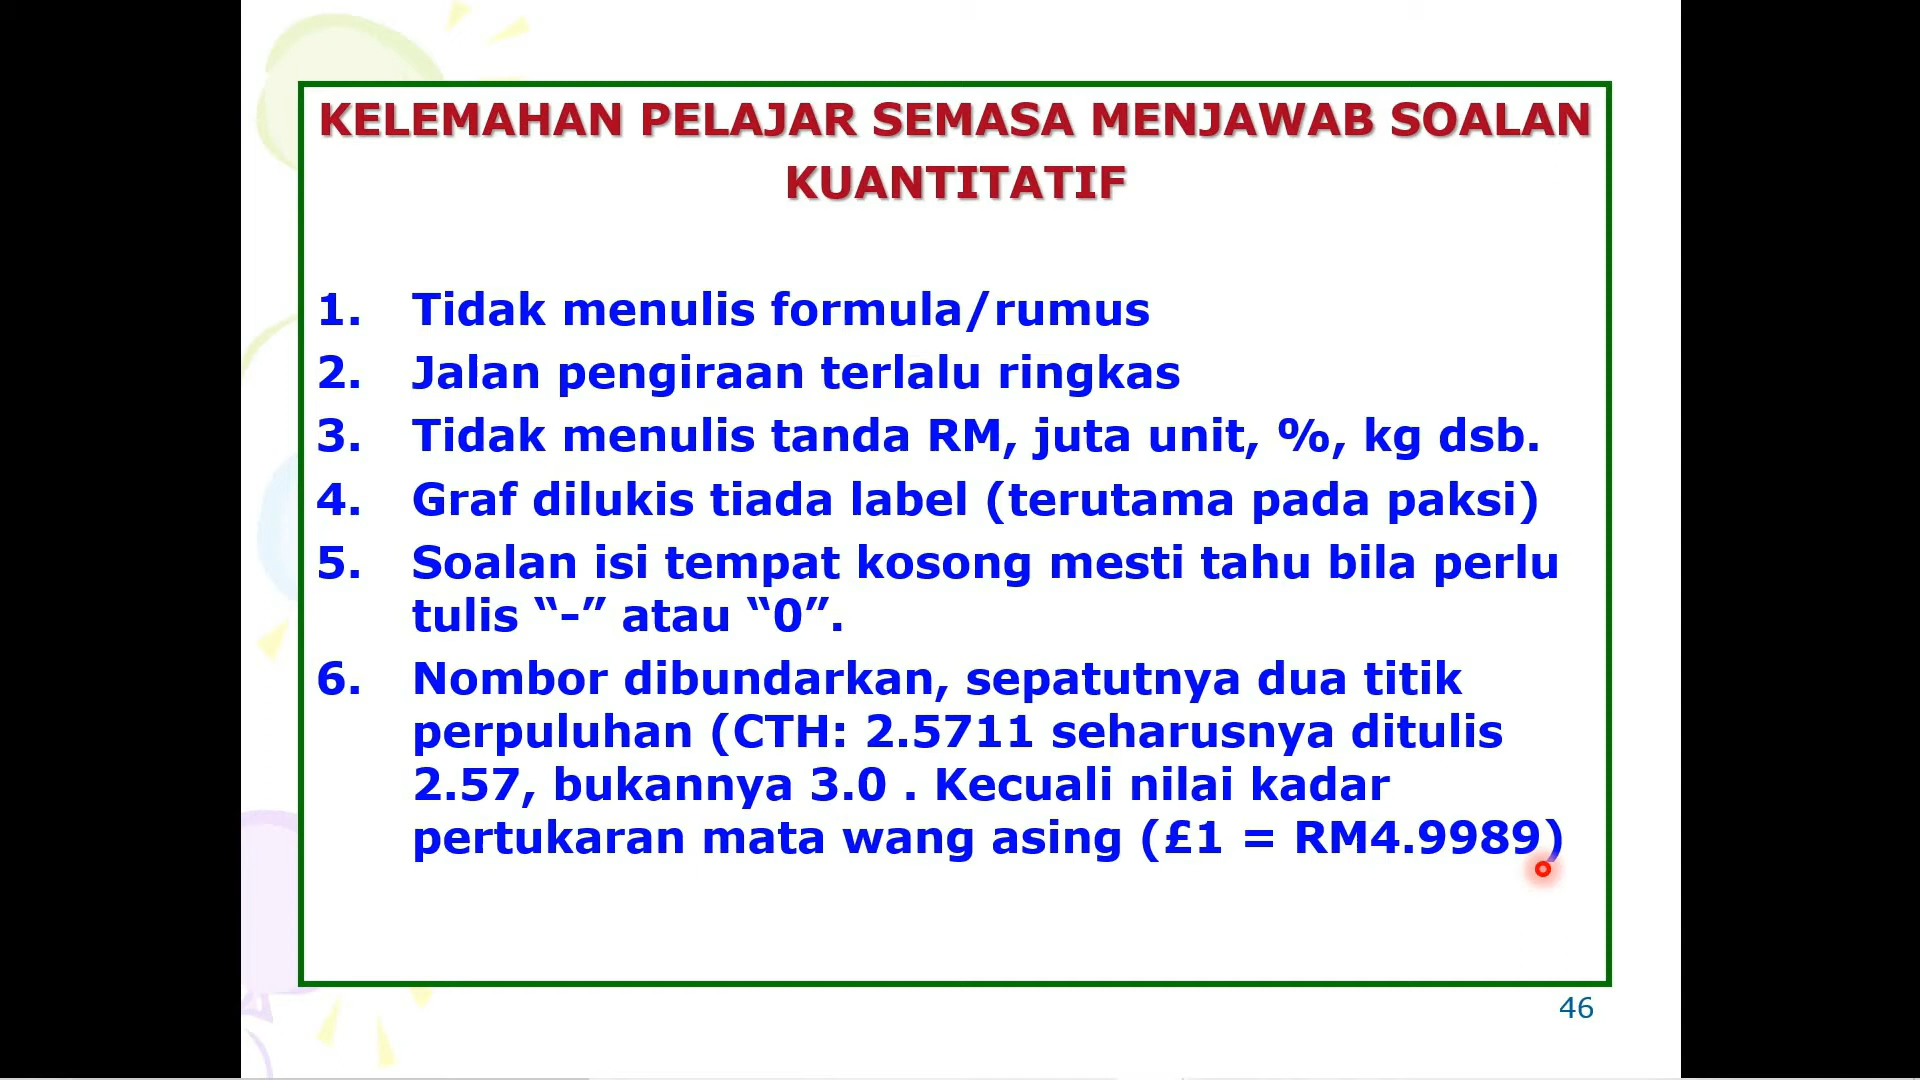 KELEMAHAN PELAJAR SEMASA MENJAWAB SOALAN
KUANTITATIF
1. Tidak menulis formula/rumus
2. Jalan pengiraan terlalu ringkas
3. Tidak menulis tanda RM, juta unit, %, kg dsb.
4. Graf dilukis tiada label (terutama pada paksi)
5. Soalan isi tempat kosong mesti tahu bila perlu
tulis “-” atau “0”.
6. Nombor dibundarkan, sepatutnya dua titik
perpuluhan (CTH: 2.5711 seharusnya ditulis
2.57, bukannya 3.0 . Kecuali nilai kadar
pertukaran mata wang asing (£1 = RM4.9989)
46